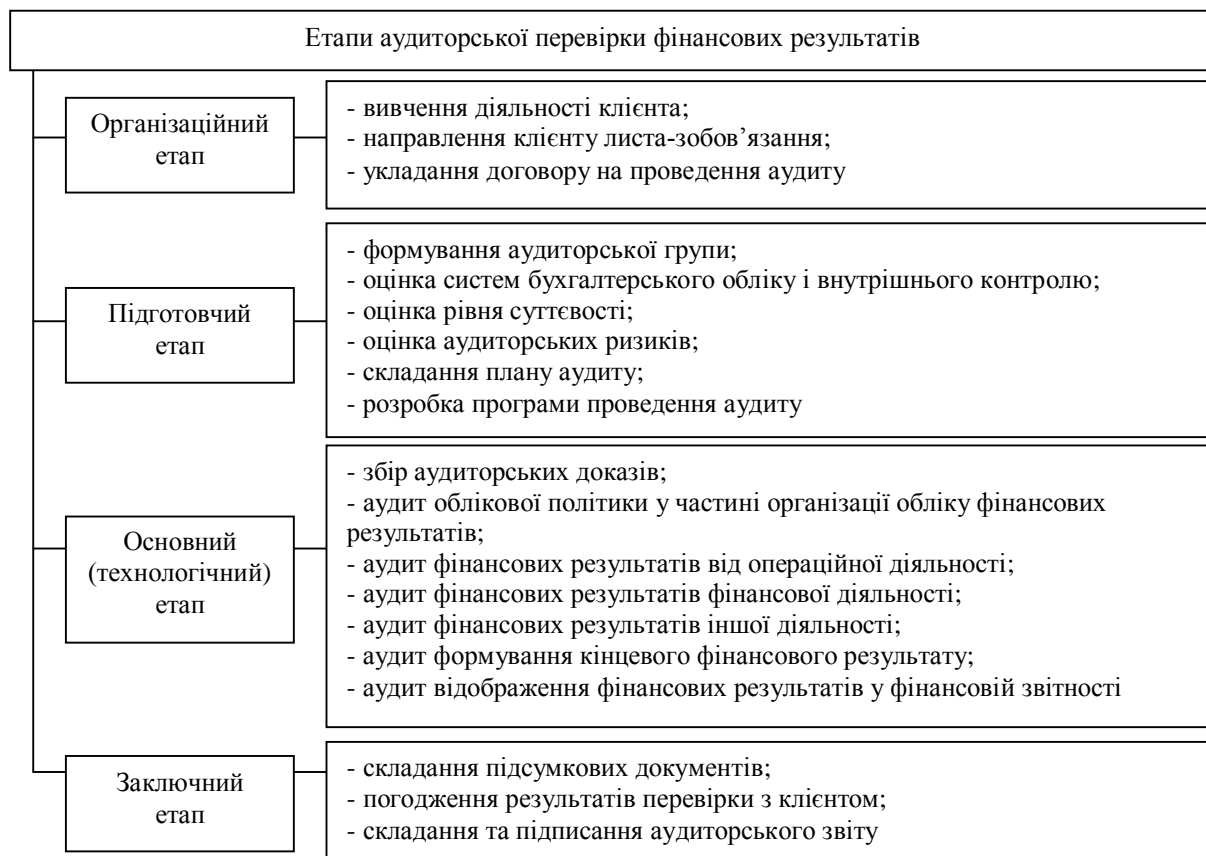 Етапи аудиторської перевірки фінансових результатів
Організаційний
етап
- вивчення діяльності клієнта;
- направлення клієнту листа-зобов’язання;
- укладання договору на проведення аудиту
Підготовчий
етап
- формування аудиторської групи;
- оцінка систем бухгалтерського обліку і внутрішнього контролю;
- оцінка рівня суттєвості;
- оцінка аудиторських ризиків;
- складання плану аудиту;
- розробка програми проведення аудиту
Основний
(технологічний)
етап
- збір аудиторських доказів;
- аудит облікової політики у частині організації обліку фінансових
результатів;
- аудит фінансових результатів від операційної діяльності;
- аудит фінансових результатів фінансової діяльності;
- аудит фінансових результатів іншої діяльності;
- аудит формування кінцевого фінансового результату;
- аудит відображення фінансових результатів у фінансовій звітності
Заключний
етап
- складання підсумкових документів;
- погодження результатів перевірки з клієнтом;
- складання та підписання аудиторського звіту